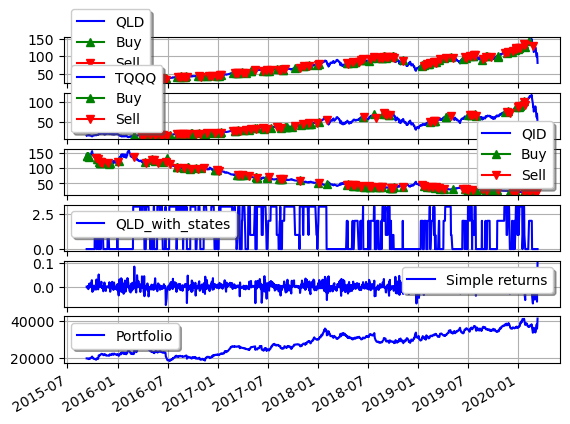 QLD
Buy
Sell
150
100
50
TQQQ
Buy
Sell
100
50
QID
Buy
Sell
150
100
50
QLD_with_states
2.5
0.0
Simple returns
0.1
0.0
Portfolio
40000
20000
2015-07
2016-01
2016-07
2017-01
2017-07
2018-01
2018-07
2019-01
2019-07
2020-01